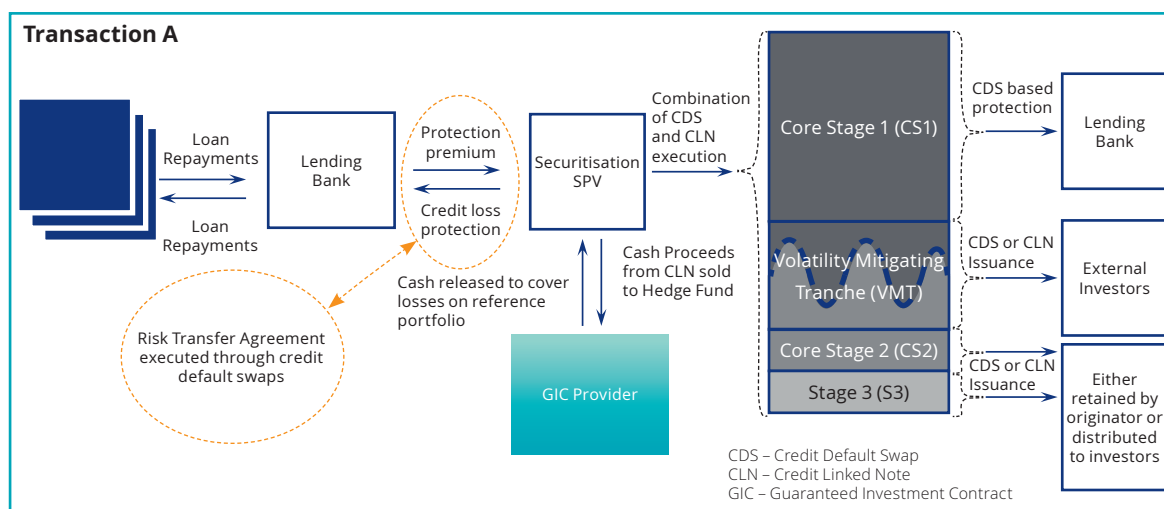 Transaction A
Loan
Repayments
Loan
Repayments
Lending
Bank
Protection
premium
Credit loss
protection
Securitisation
SPV
Combination
of CDS
and CLN
execution
Core Stage 1 (CS1)
Volatility Mitigating
Tranche (VMT)
Core Stage 2 (CS2)
Stage 3 (S3)
CDS based
protection
Lending
Bank
CDS or CLN
Issuance
External
Investors
CDS or CLN
Issuance
Either
retained by
originator or
distributed
to investors
Cash released to cover
losses on reference
portfolio
Cash Proceeds
from CLN sold
to Hedge Fund
Risk Transfer Agreement
executed through credit
default swaps
GIC Provider
CDS – Credit Default Swap
CLN – Credit Linked Note
GIC – Guaranteed Investment Contract